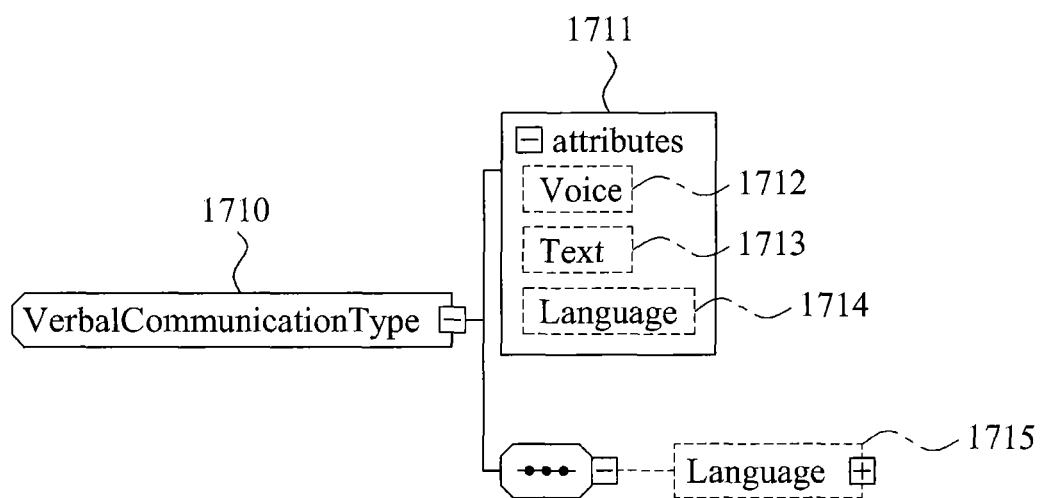 1711
attributes
Voice 1712
1710
Text 1713
VerbalCommunicationType Language 1714
1715
Language